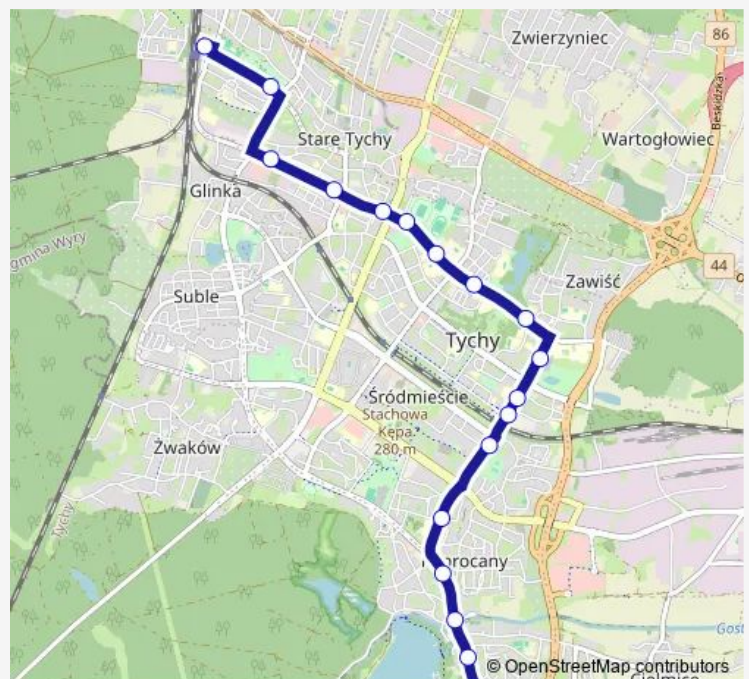 Zwierzyniec
86
Beskidzka
Stare Tychy
Wartogłowiec
Glinka
gmina Wyry
44
Suble
Zawiść
Tychy
Śródmieście
Stachowa
Kępa
280 m
Żwaków
Tychy
© OpenStreetMap contributors